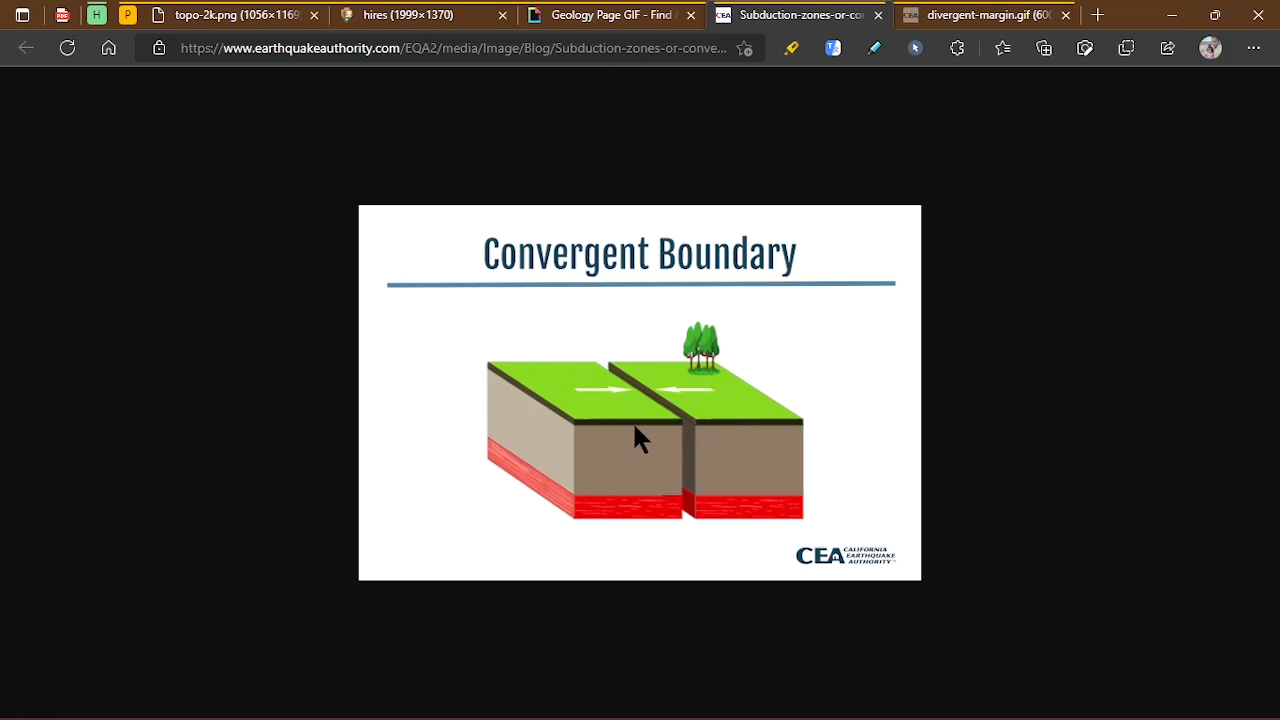 topo-2k.png (1056×1169
hires (1999×1370)
Geology Page GIF - Find
Subduction-zones-or-co
divergent-margin.gif (600
https://www.earthquakeauthority.com/EQA2/media/Image/Blog/Subduction-zones-or-conve...
Convergent Boundary
CEA CALIFORNIA
EARTHQUAKE
AUTHORITY